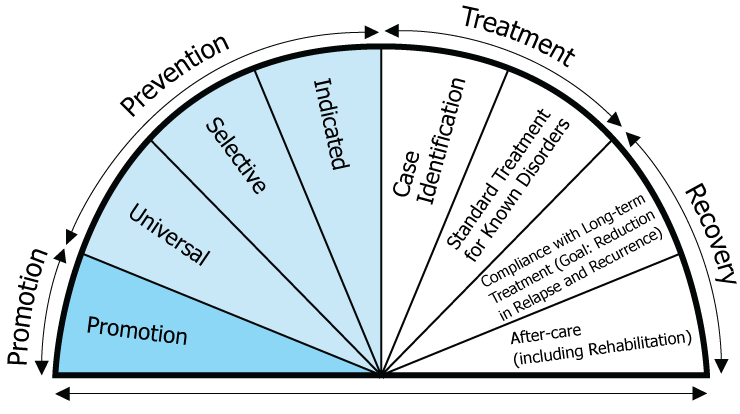 Promotion
Prevention
Treatment
Recovery
Promotion
Universal
Selective
Indicated
Case
Identification
Standard Treatment
for Known Disorders
Compliance with Long-term
Treatment (Goal: Reduction
in Relapse and Recurrence)
After-care
(including Rehabilitation)